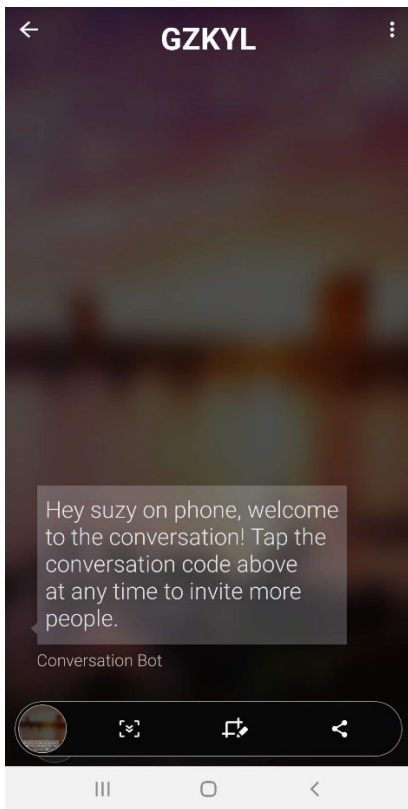 GZKYL
Hey suzy on phone, welcome
to the conversation! Tap the
conversation code above
at any time to invite more
people.
Conversation Bot